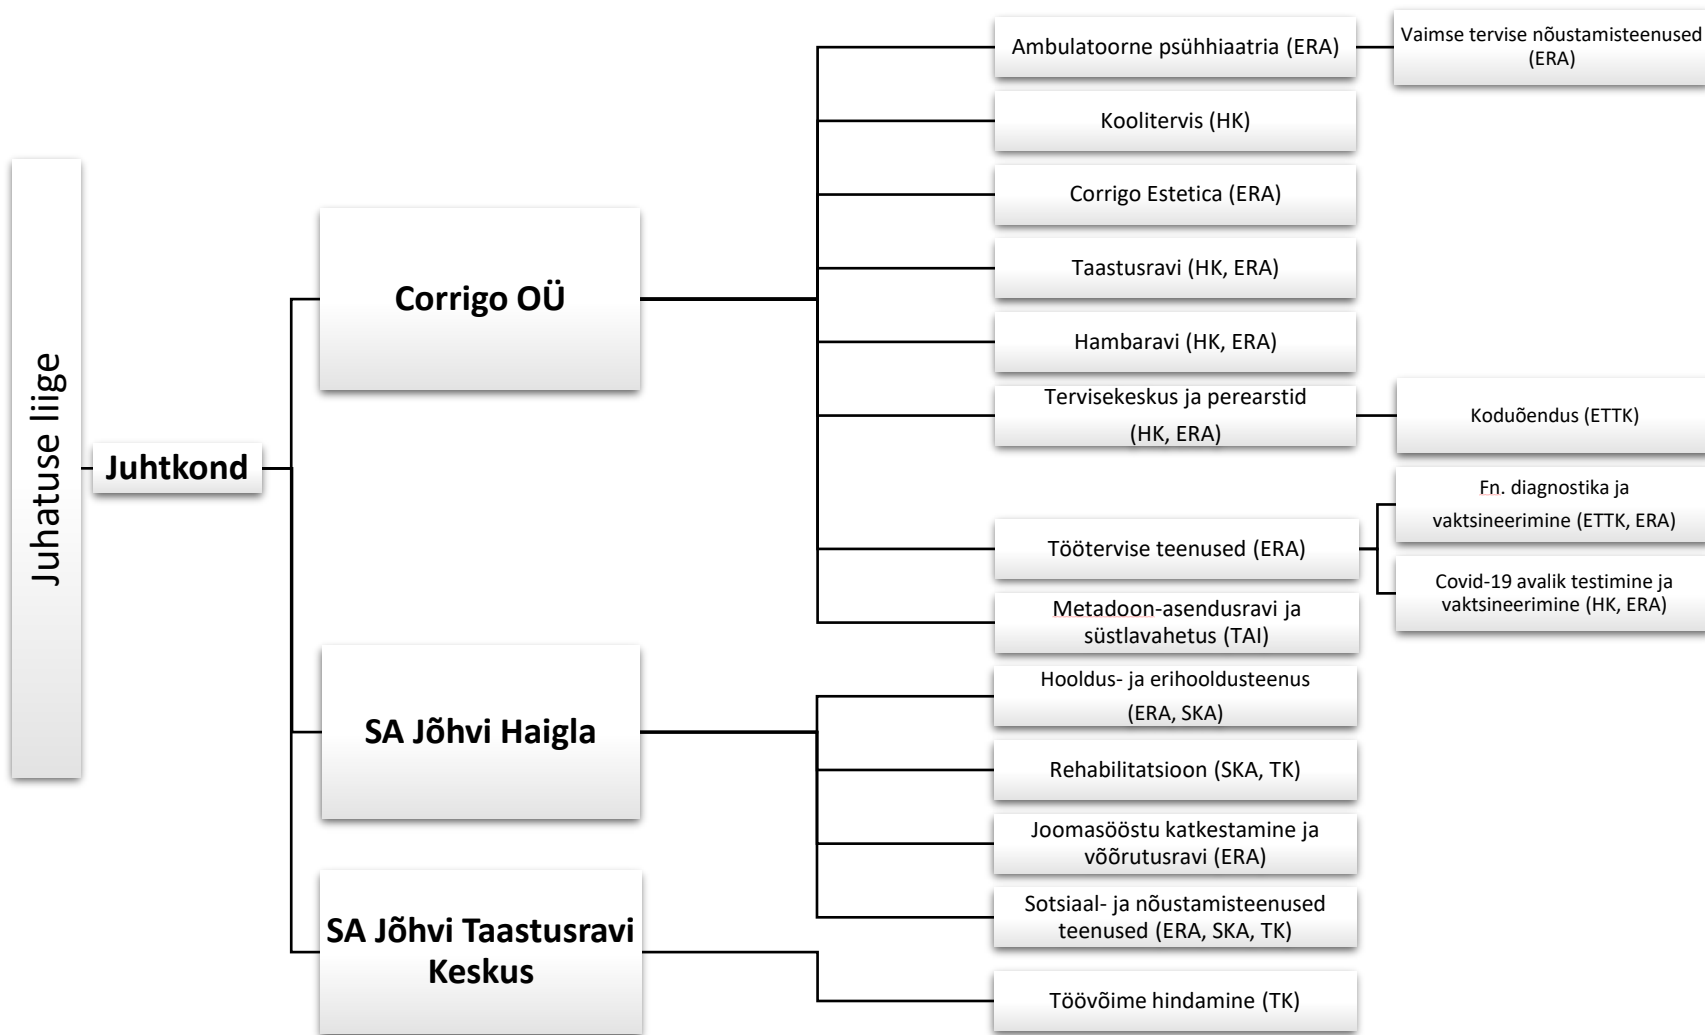 Juhatuse liige
Juhtkond
Corrigo OÜ
Ambulatoorne psühhiaatria (ERA)
Vaimse tervise nõustamisteenused
(ERA)
Koolitervis (HK)
Corrigo Estetica (ERA)
Taastusravi (HK, ERA)
Hambaravi (HK, ERA)
Tervisekeskus ja perearstid
(HK, ERA)
Koduõendus (ETTK)
Töötervise teenused (ERA)
Fn. diagnostika ja
vaktsineerimine (ETTK, ERA)
Covid-19 avalik testimine ja
vaktsineerimine (HK, ERA)
Metadoon-asendusravi ja
süstlavahetus (TAI)
SA Jõhvi Haigla
Hooldus- ja erihooldusteenus
(ERA, SKA)
Rehabilitatsioon (SKA, TK)
Joomasööstu katkestamine ja
võõrutusravi (ERA)
Sotsiaal- ja nõustamisteenused
teenused (ERA, SKA, TK)
SA Jõhvi Taastusravi
Keskus
Töövõime hindamine (TK)